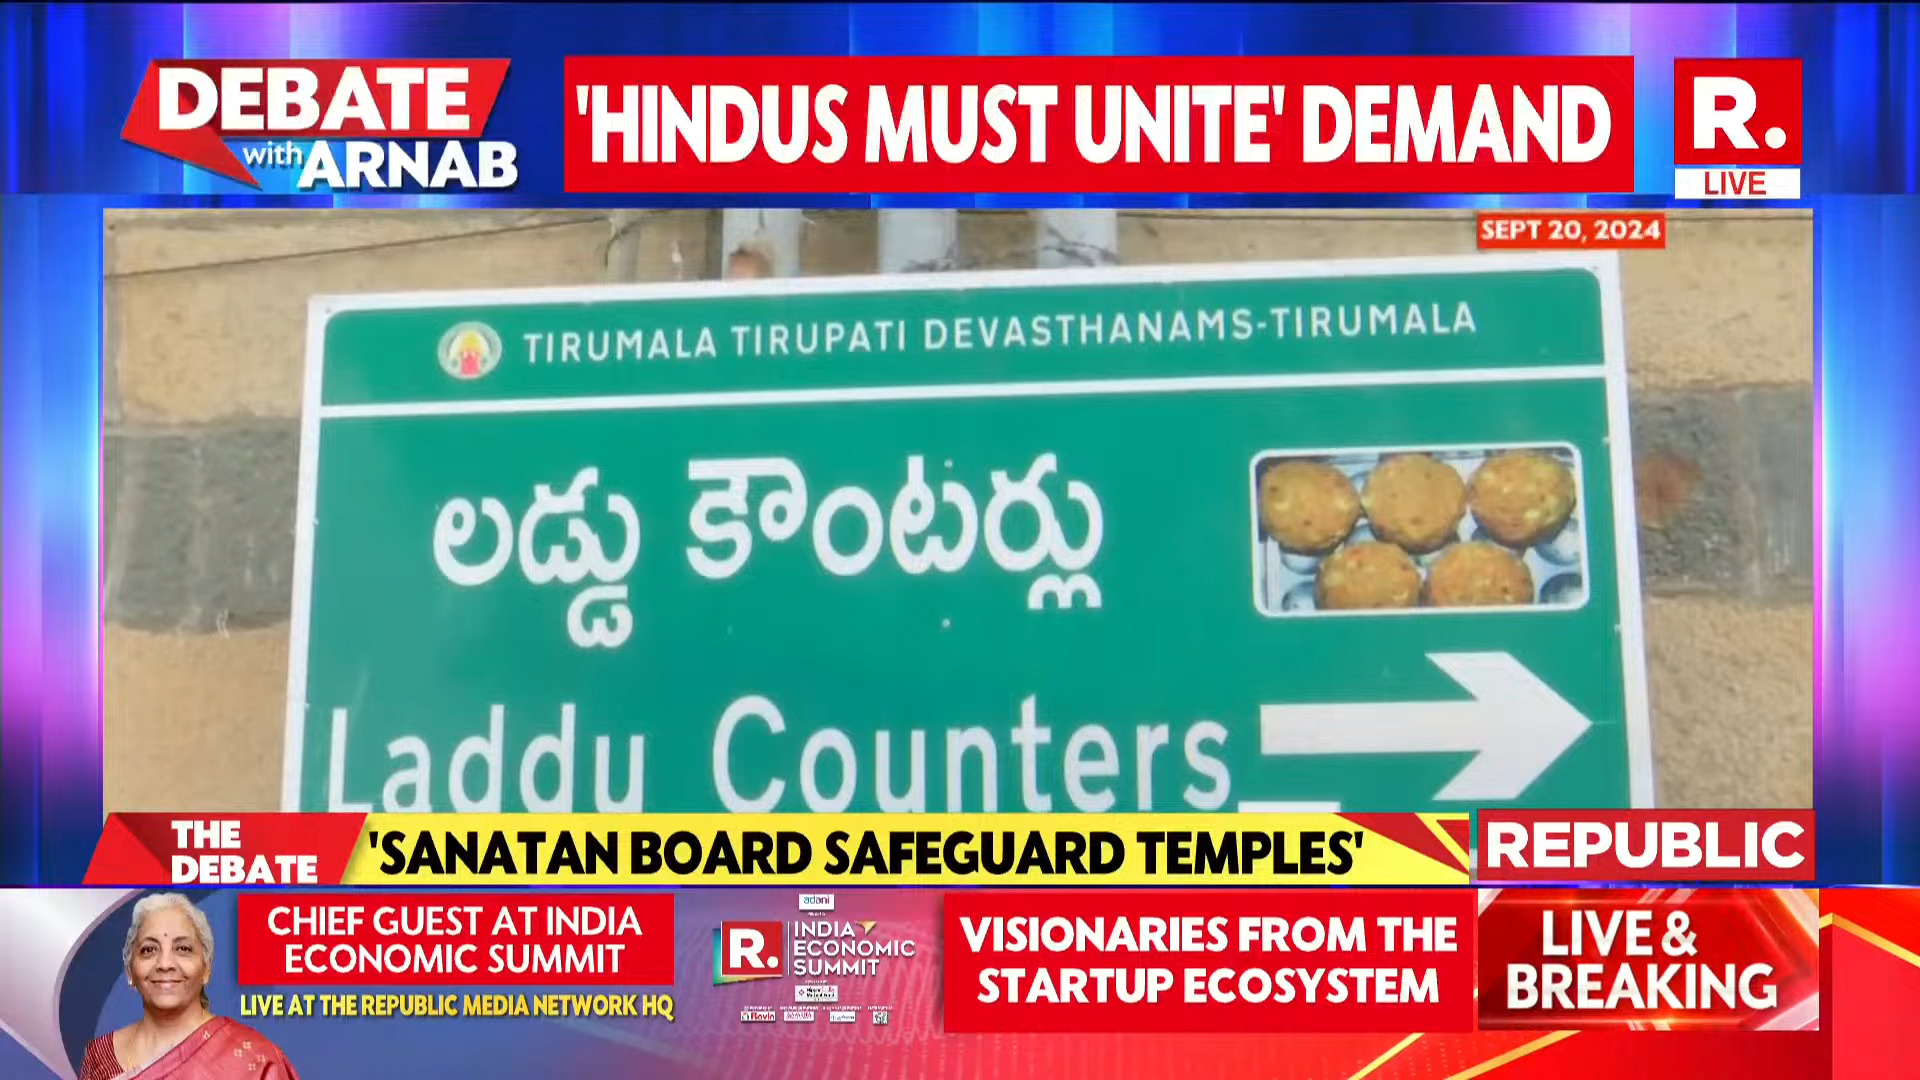 DEBATE
with ARNAB
'HINDUS MUST UNITE' DEMAND
R.
LIVE
SEPT 20, 2024
TIRUMALA TIRUPATI DEVASTHANAMS-TIRUMALA
లడ్డు కౌంటర్లు
Laddu Counters
THE
DEBATE
'SANATAN BOARD SAFEGUARD TEMPLES'
REPUBLIC
CHIEF GUEST AT INDIA
ECONOMIC SUMMIT
LIVE AT THE REPUBLIC MEDIA NETWORK HQ
adani
R.
INDIA
ECONOMIC
SUMMIT
VISIONARIES FROM THE
STARTUP ECOSYSTEM
LIVE &
BREAKING